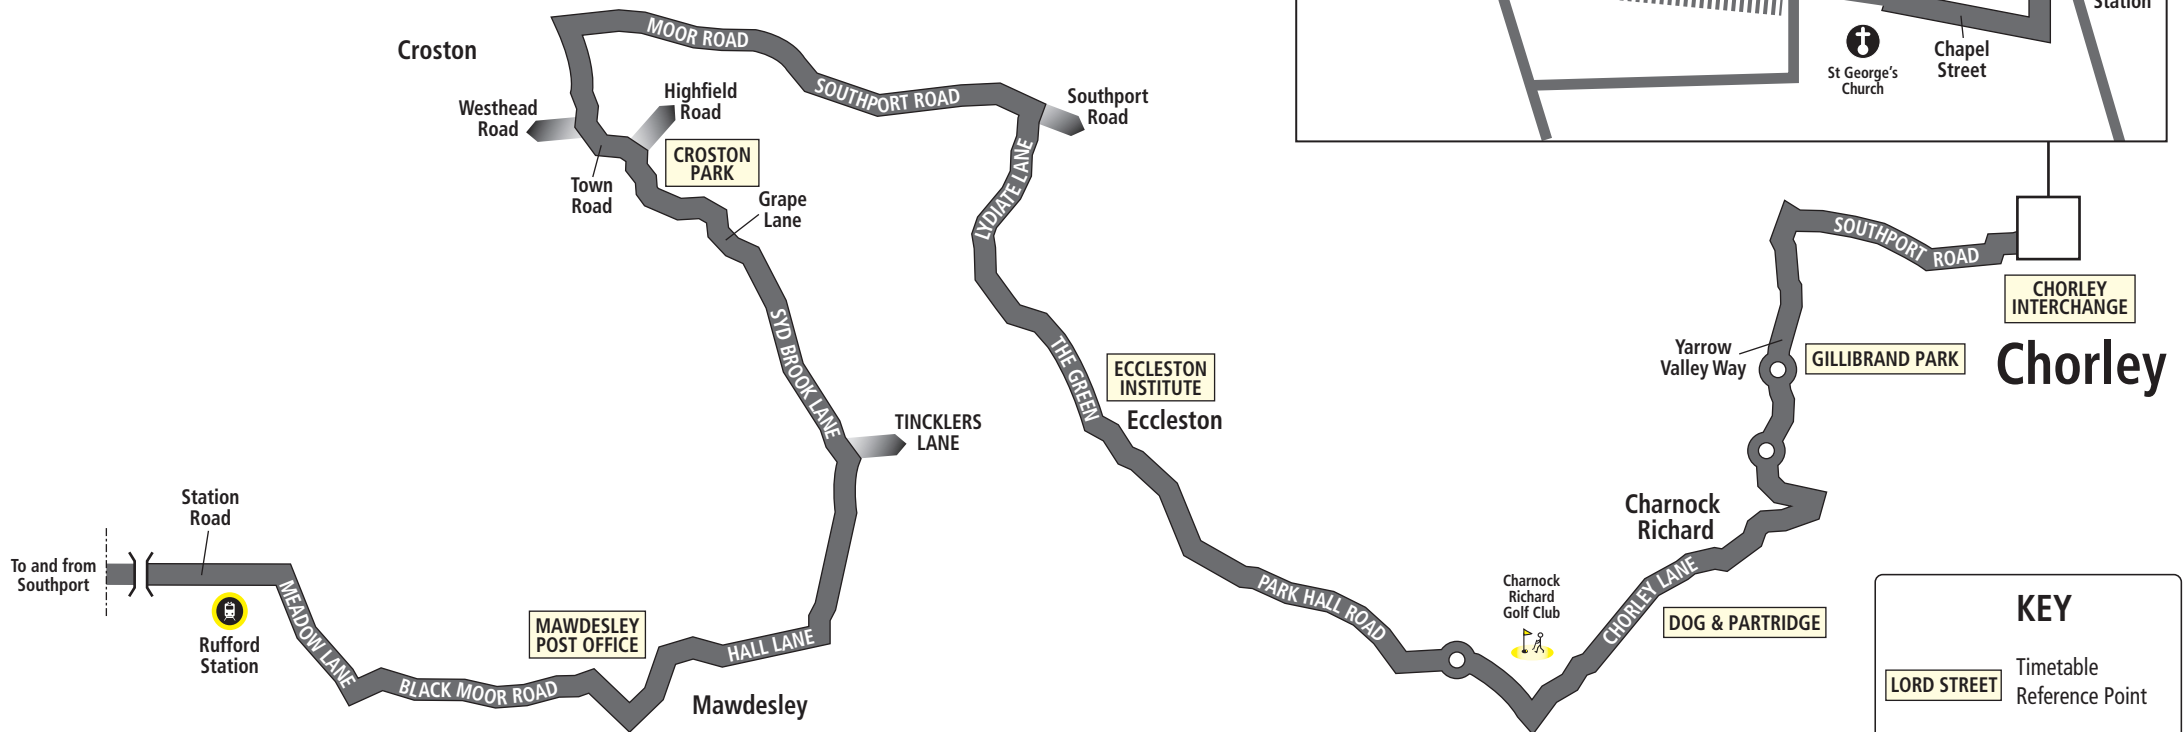 Station
Chapel
Street
St George's
Church
Croston
MOOR ROAD
SOUTHPORT ROAD
Southport
Road
Westhead
Road
Highfield
Road
CROSTON
PARK
Town
Road
Grape
Lane
LYDIATE LANE
SYD BROOK LANE
TINCKLERS
LANE
THE GREEN
ECCLESTON
INSTITUTE
Eccleston
SOUTHPORT ROAD
CHORLEY
INTERCHANGE
Chorley
Yarrow
Valley Way
GILLIBRAND PARK
Charnock
Richard
Station
Road
To and from
Southport
Rufford
Station
MEADOW LANE
BLACK MOOR ROAD
MAWDESLEY
POST OFFICE
HALL LANE
Mawdesley
PARK HALL ROAD
Charnock
Richard
Golf Club
CHORLEY LANE
DOG & PARTRIDGE
KEY
LORD STREET
Timetable
Reference Point